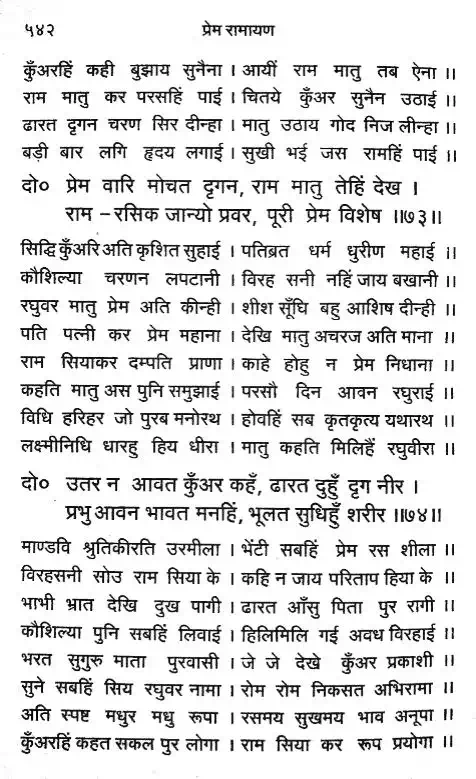 ५४२ प्रेम रामायण
कुँअरहिं कही बुझाय सुनैना । आयीं राम मातु तब ऐना ॥
राम मातु कर परसहिं पाई । चितये कुँअर सुनैन उठाई ॥
ढारत दृगन चरण सिर दीन्हा । मातु उठाय गोद निज लीन्हा ॥
बड़ी बार लगि हृदय लगाई । सुखी भई जस रामहिं पाई ॥
दो० प्रेम वारि मोचत दृगन, राम मातु तेहिं देख ।
राम – रसिक जान्यो प्रवर, पूरी प्रेम विशेष ॥७३॥
सिद्धि कुँअरि अति कृशित सुहाई । पतिब्रत धर्म धुरीण महाई ॥
कौशिल्या चरणन लपटानी । विरह सनी नहिं जाय बखानी ॥
रघुवर मातु प्रेम अति कीन्ही । शीश सूँघि बहु आशिष दीन्ही ॥
पति पत्नी कर प्रेम महाना । देखि मातु अचरज अति माना ॥
राम सियाकर दम्पति प्राणा । काहे होहु न प्रेम निधाना ॥
कहति मातु अस पुनि समुझाई । परसौ दिन आवन रघुराई ॥
विधि हरिहर जो पुरब मनोरथ । होवहिं सब कृतकृत्य यथारथ ॥
लक्ष्मीनिधि धारहु हिय धीरा । मातु कहति मिलिहैं रघुवीरा ॥
दो० उतर न आवत कुँअर कहँ, ढारत दुहुँ दृग नीर ।
प्रभु आवन भावत मनहिं, भूलत सुधिहुँ शरीर ॥७४॥
माण्डवि श्रुतिकीरति उरमीला । भेंटी सबहिं प्रेम रस शीला ॥
विरहसनी सोउ राम सिया के । कहि न जाय परिताप हिया के ॥
भाभी भ्रात देखि दुख पागी । ढारत आँसु पिता पुर रागी ॥
कौशिल्या पुनि सबहिं लिवाई । हिलिमिलि गई अवध विरहाई ॥
भरत सुगुरु माता पुरवासी । जे जे देखे कुँअर प्रकाशी ॥
सुने सबहिं सिय रघुवर नामा । रोम रोम निकसत अभिरामा ॥
अति स्पष्ट मधुर मधु रूपा । रसमय सुखमय भाव अनूपा ॥
कुँअरहिं कहत सकल पुर लोगा । राम सिया कर रूप प्रयोगा ॥